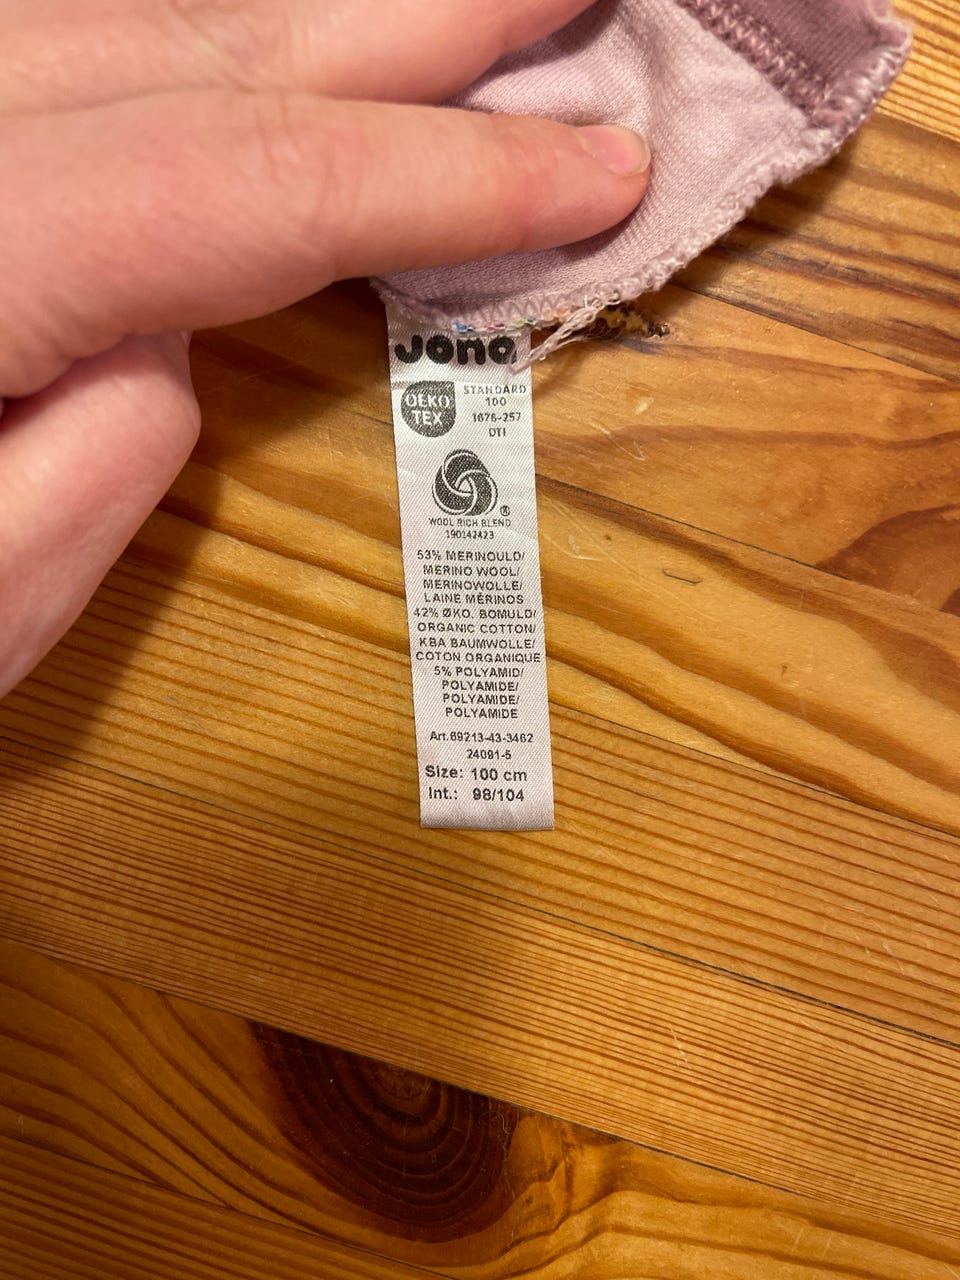 Jona
OEKO
TEX
STANDARD
100
1676-257
DTI
®
WOOL RICH BLEND
190142423
53% MERINOULD/
MERINO WOOL/
MERINOWOLLE/
LAINE MÉRINOS
42% ØKO. BOMULD/
ORGANIC COTTON/
KBA BAUMWOLLE/
COTON ORGANIQUE
5% POLYAMID/
POLYAMIDE/
POLYAMIDE/
POLYAMIDE
Art.69213-43-3462
24091-5
Size: 100 cm
Int.: 98/104